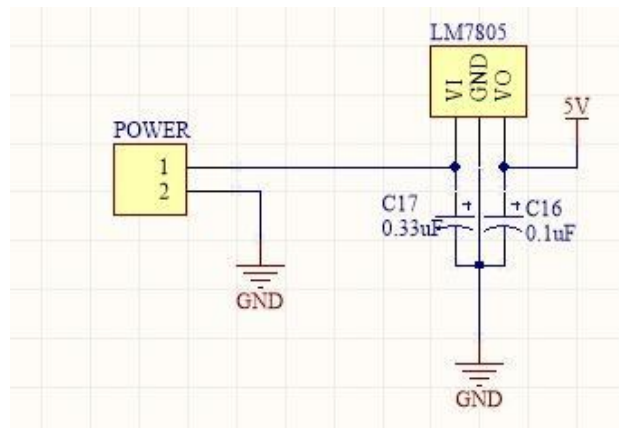 LM7805
VI
GND
VO
5V
POWER
1
2
C17
0.33uF
+
+
C16
0.1uF
GND
GND